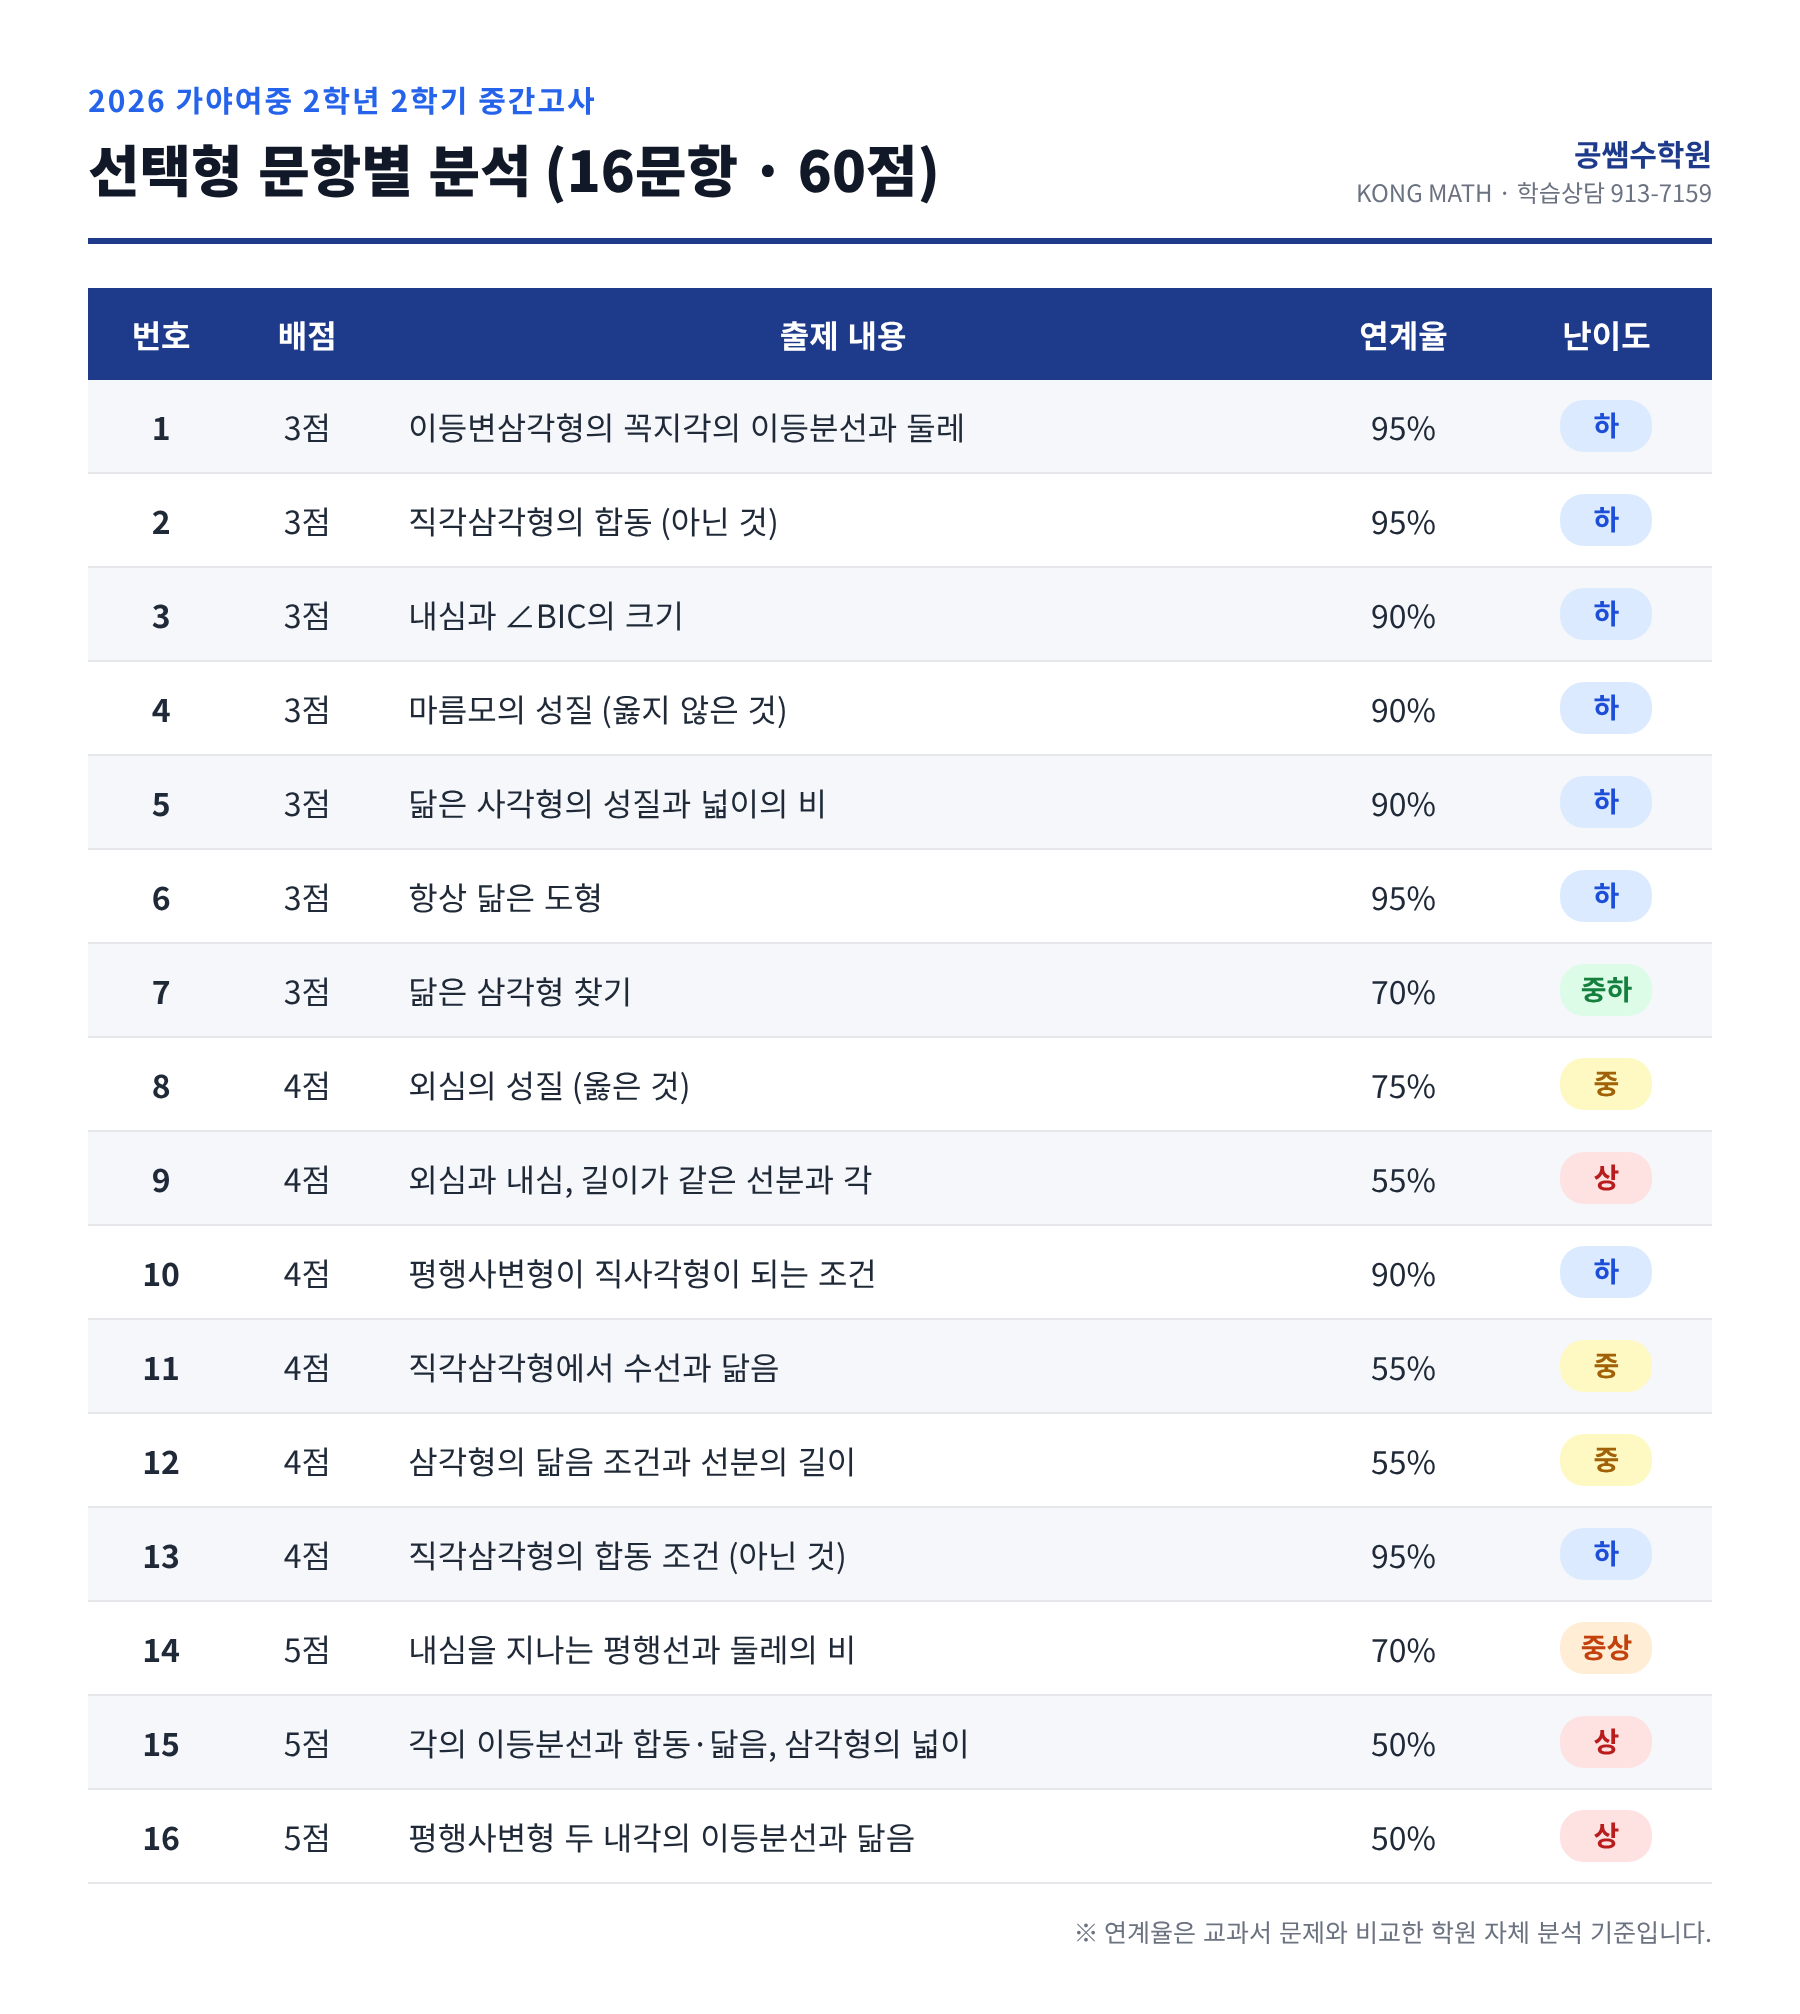 2026 가야여중 2학년 2학기 중간고사
선택형 문항별 분석 (16문항 · 60점)
공쌤수학원
KONG MATH · 학습상담 913-7159
번호 배점 출제 내용 연계율 난이도
1 3점 이등변삼각형의 꼭지각의 이등분선과 둘레 95% 하
2 3점 직각삼각형의 합동 (아닌 것) 95% 하
3 3점 내심과 ∠BIC의 크기 90% 하
4 3점 마름모의 성질 (옳지 않은 것) 90% 하
5 3점 닮은 사각형의 성질과 넓이의 비 90% 하
6 3점 항상 닮은 도형 95% 하
7 3점 닮은 삼각형 찾기 70% 중하
8 4점 외심의 성질 (옳은 것) 75% 중
9 4점 외심과 내심, 길이가 같은 선분과 각 55% 상
10 4점 평행사변형이 직사각형이 되는 조건 90% 하
11 4점 직각삼각형에서 수선과 닮음 55% 중
12 4점 삼각형의 닮음 조건과 선분의 길이 55% 중
13 4점 직각삼각형의 합동 조건 (아닌 것) 95% 하
14 5점 내심을 지나는 평행선과 둘레의 비 70% 중상
15 5점 각의 이등분선과 합동·닮음, 삼각형의 넓이 50% 상
16 5점 평행사변형 두 내각의 이등분선과 닮음 50% 상
※ 연계율은 교과서 문제와 비교한 학원 자체 분석 기준입니다.